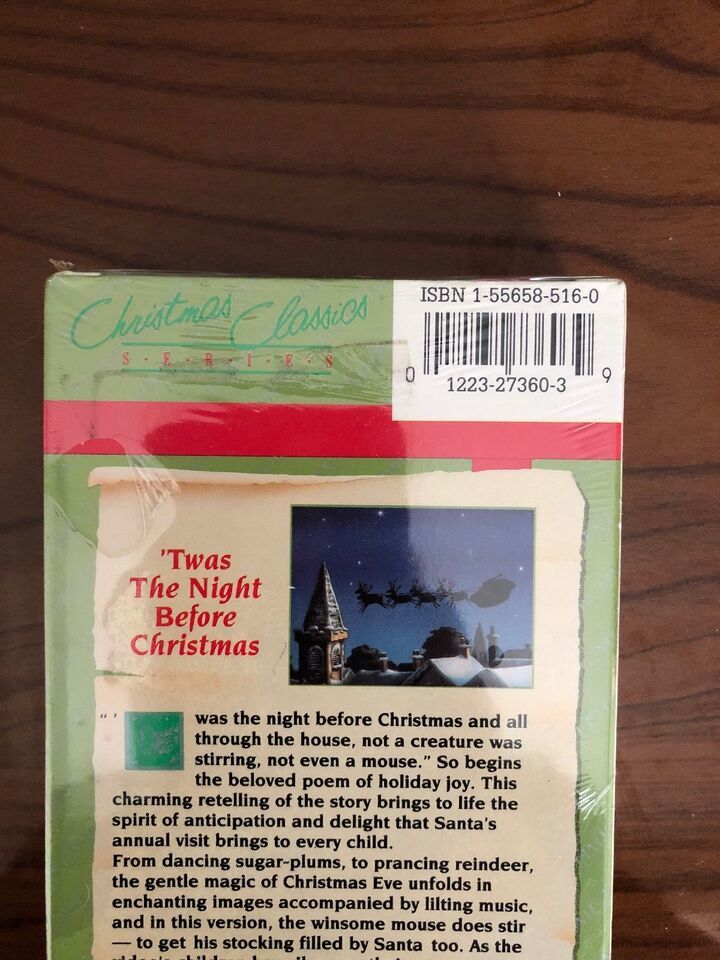 Christmas Classics
S·E·R·I·E·S
ISBN 1-55658-516-0
0 1223-27360-3 9
'Twas
The Night
Before
Christmas
"' was the night before Christmas and all
through the house, not a creature was
stirring, not even a mouse." So begins
the beloved poem of holiday joy. This
charming retelling of the story brings to life the
spirit of anticipation and delight that Santa's
annual visit brings to every child.
From dancing sugar-plums, to prancing reindeer,
the gentle magic of Christmas Eve unfolds in
enchanting images accompanied by lilting music,
and in this version, the winsome mouse does stir
— to get his stocking filled by Santa too. As the